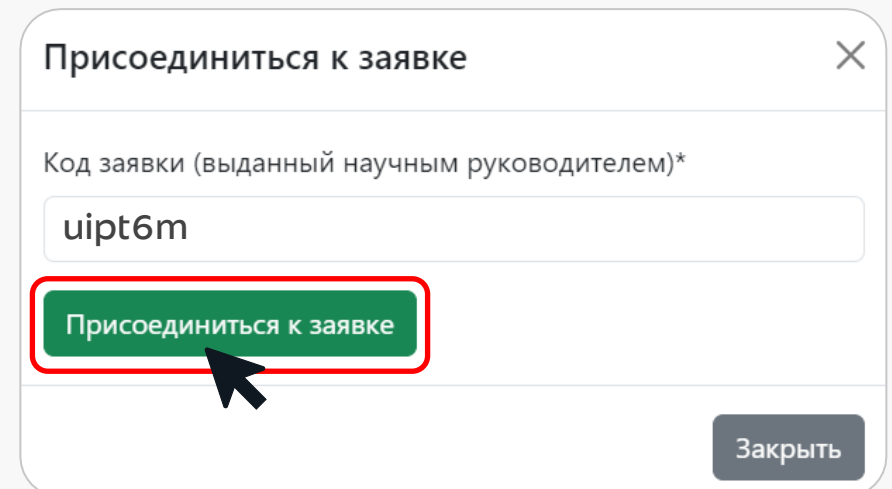 Присоединиться к заявке
Код заявки (выданный научным руководителем)*
uipt6m
Присоединиться к заявке
Закрыть